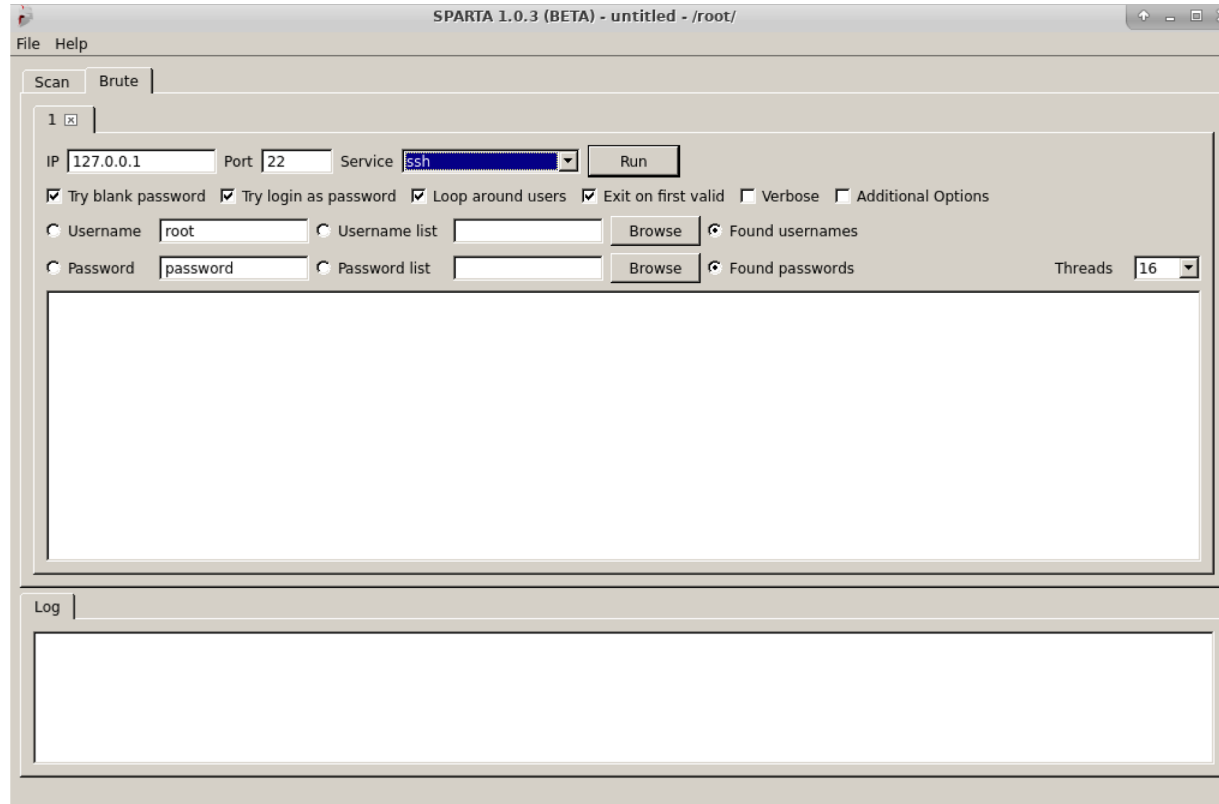 SPARTA 1.0.3 (BETA) - untitled - /root/
File Help
Scan Brute
1
IP 127.0.0.1 Port 22 Service ssh Run
Try blank password Try login as password Loop around users Exit on first valid Verbose Additional Options
Username root Username list Browse Found usernames
Password password Password list Browse Found passwords Threads 16
Log